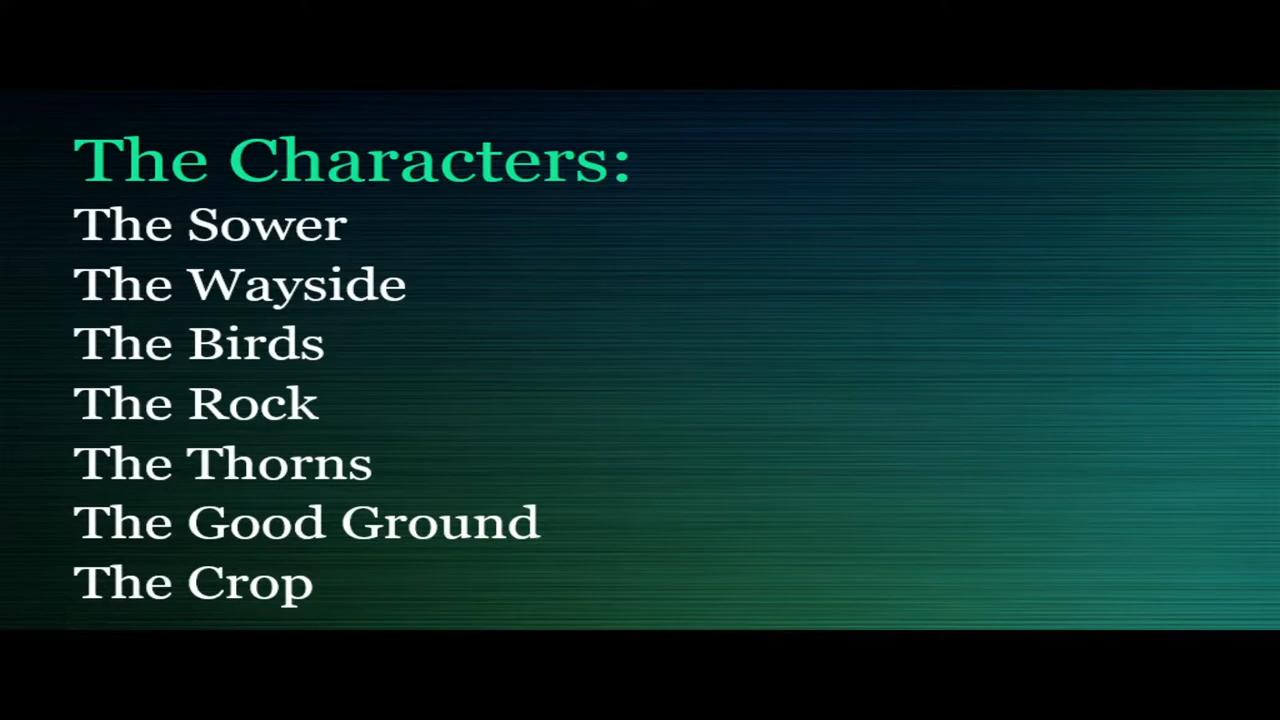 The Characters:
The Sower
The Wayside
The Birds
The Rock
The Thorns
The Good Ground
The Crop